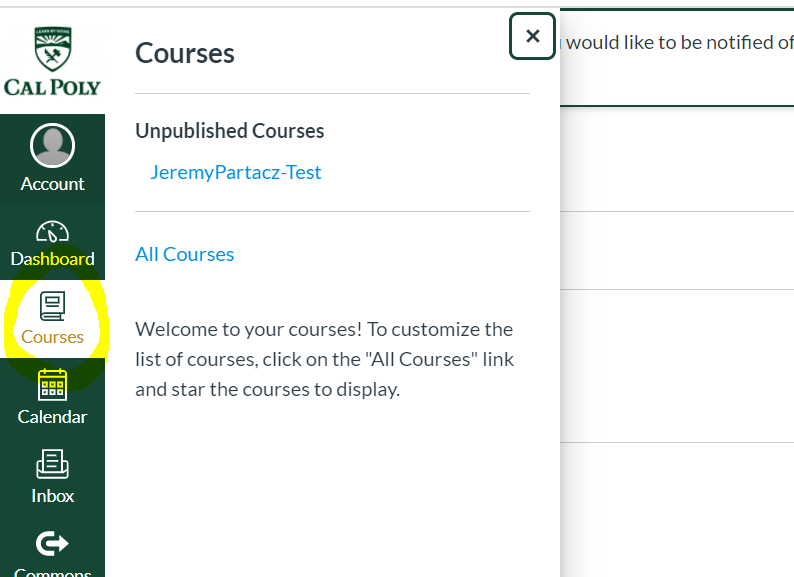 LEARN BY DOING
CAL POLY
Account
Dashboard
Courses
Calendar
Inbox
Commons
Courses
×
Unpublished Courses
JeremyPartacz-Test
All Courses
Welcome to your courses! To customize the
list of courses, click on the "All Courses" link
and star the courses to display.
would like to be notified of